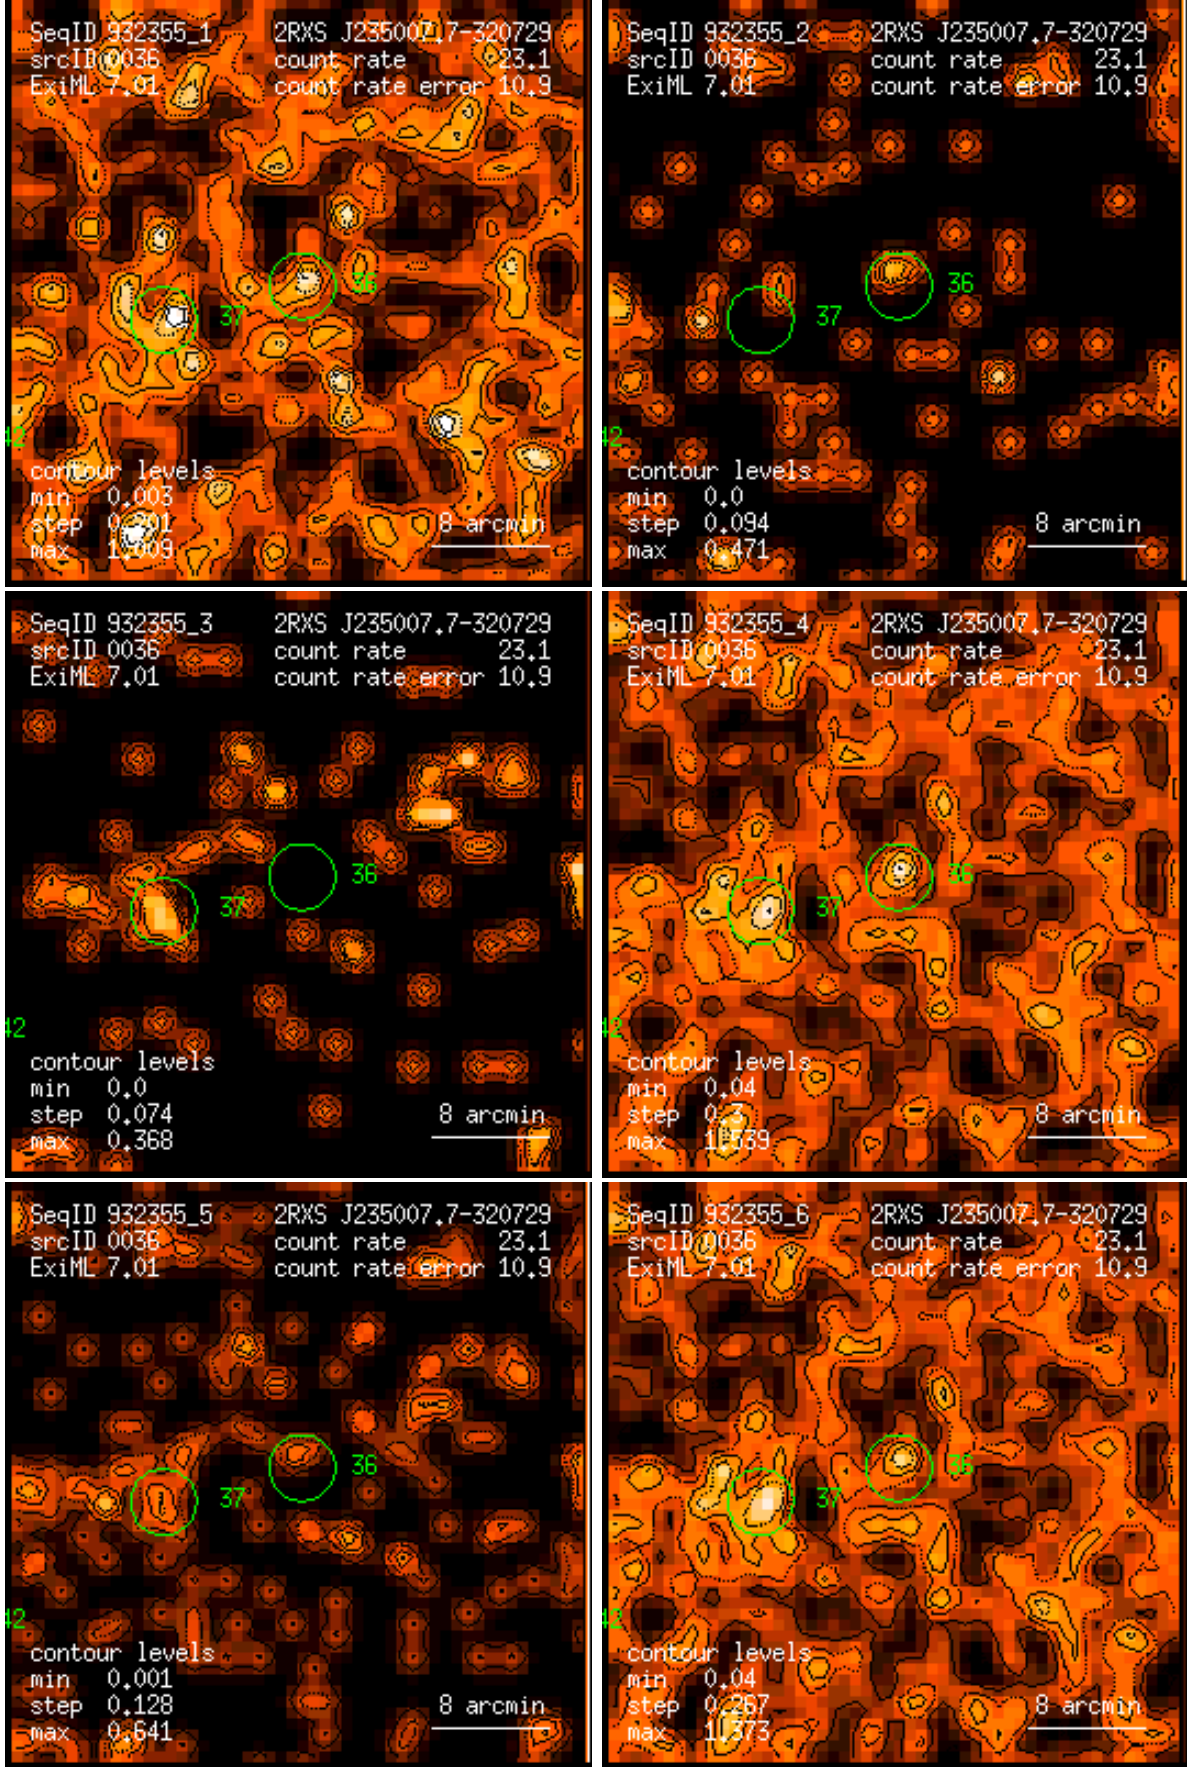 SeqID 932355_1 2RXS J235007.7-320729
srcID 0036 count rate 23.1
ExiML 7.01 count rate error 10.9
36
37
42
contour levels
min 0.003
step 0.201
max 1.009
8 arcmin
SeqID 932355_2 2RXS J235007.7-320729
srcID 0036 count rate 23.1
ExiML 7.01 count rate error 10.9
36
37
42
contour levels
min 0.0
step 0.094
max 0.471
8 arcmin
SeqID 932355_3 2RXS J235007.7-320729
srcID 0036 count rate 23.1
ExiML 7.01 count rate error 10.9
36
37
42
contour levels
min 0.0
step 0.074
max 0.368
8 arcmin
SeqID 932355_4 2RXS J235007.7-320729
srcID 0036 count rate 23.1
ExiML 7.01 count rate error 10.9
36
37
42
contour levels
min 0.04
step 0.3
max 1.539
8 arcmin
SeqID 932355_5 2RXS J235007.7-320729
srcID 0036 count rate 23.1
ExiML 7.01 count rate error 10.9
36
37
42
contour levels
min 0.001
step 0.128
max 0.641
8 arcmin
SeqID 932355_6 2RXS J235007.7-320729
srcID 0036 count rate 23.1
ExiML 7.01 count rate error 10.9
36
37
42
contour levels
min 0.04
step 0.267
max 1.373
8 arcmin